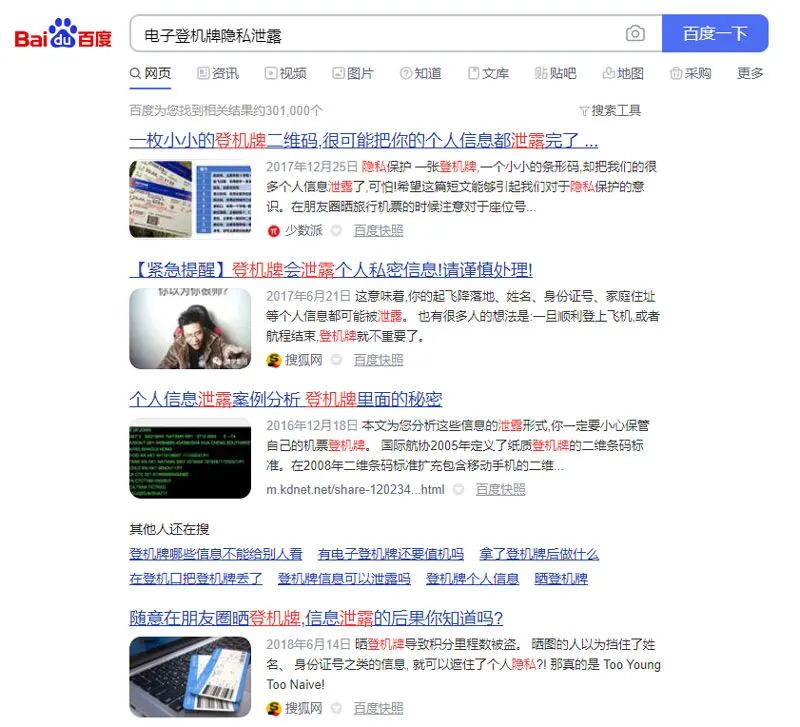 Bai du 百度
电子登机牌隐私泄露
百度一下
网页 资讯 视频 图片 知道 文库 贴吧 地图 采购 更多
百度为您找到相关结果约301,000个
搜索工具
一枚小小的登机牌二维码,很可能把你的个人信息都泄露完了 ...
2017年12月25日 隐私保护 一张登机牌,一个小小的条形码,却把我们的很
多个人信息泄露了,可怕!希望这篇短文能够引起我们对于隐私保护的意
识。在朋友圈晒旅行机票的时候注意对于座位号...
少数派 百度快照
【紧急提醒】登机牌会泄露个人私密信息!请谨慎处理!
你以为你很帅?
2017年6月21日 这意味着,你的起飞降落地、姓名、身份证号、家庭住址
等个人信息都可能被泄露。 也有很多人的想法是:一旦顺利登上飞机,或者
航程结束,登机牌就不重要了。
搜狐网 百度快照
个人信息泄露案例分析 登机牌里面的秘密
2016年12月18日 本文为您分析这些信息的泄露形式,你一定要小心保管
自己的机票登机牌。 国际航协2005年定义了纸质登机牌的二维条码标
准。在2008年二维条码标准扩充包含移动手机的二维...
m.kdnet.net/share-120234...html 百度快照
其他人还在搜
登机牌哪些信息不能给别人看 有电子登机牌还要值机吗 拿了登机牌后做什么
在登机口把登机牌丢了 登机牌信息可以泄露吗 登机牌个人信息 晒登机牌
随意在朋友圈晒登机牌,信息泄露的后果你知道吗?
2018年6月14日 晒登机牌导致积分里程数被盗。 晒图的人以为挡住了姓
名、 身份证号之类的信息, 就可以遮住了个人隐私?! 那真的是 Too Young
Too Naive!
搜狐网 百度快照